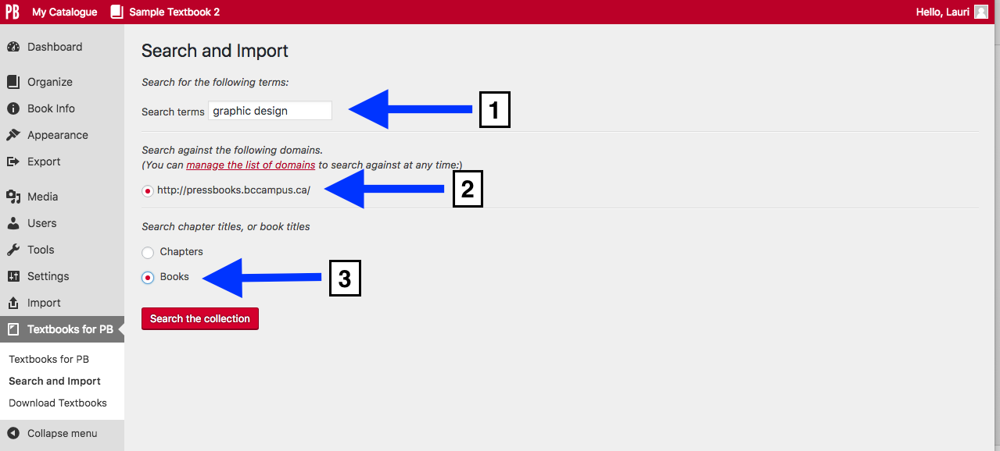 PB My Catalogue Sample Textbook 2 Hello, Lauri
Dashboard
Organize
Book Info
Appearance
Export
Media
Users
Tools
Settings
Import
Textbooks for PB
Textbooks for PB
Search and Import
Download Textbooks
Collapse menu
Search and Import
Search for the following terms:
Search terms graphic design
1
Search against the following domains.
(You can manage the list of domains to search against at any time:)
http://pressbooks.bccampus.ca/
2
Search chapter titles, or book titles
Chapters
Books
3
Search the collection